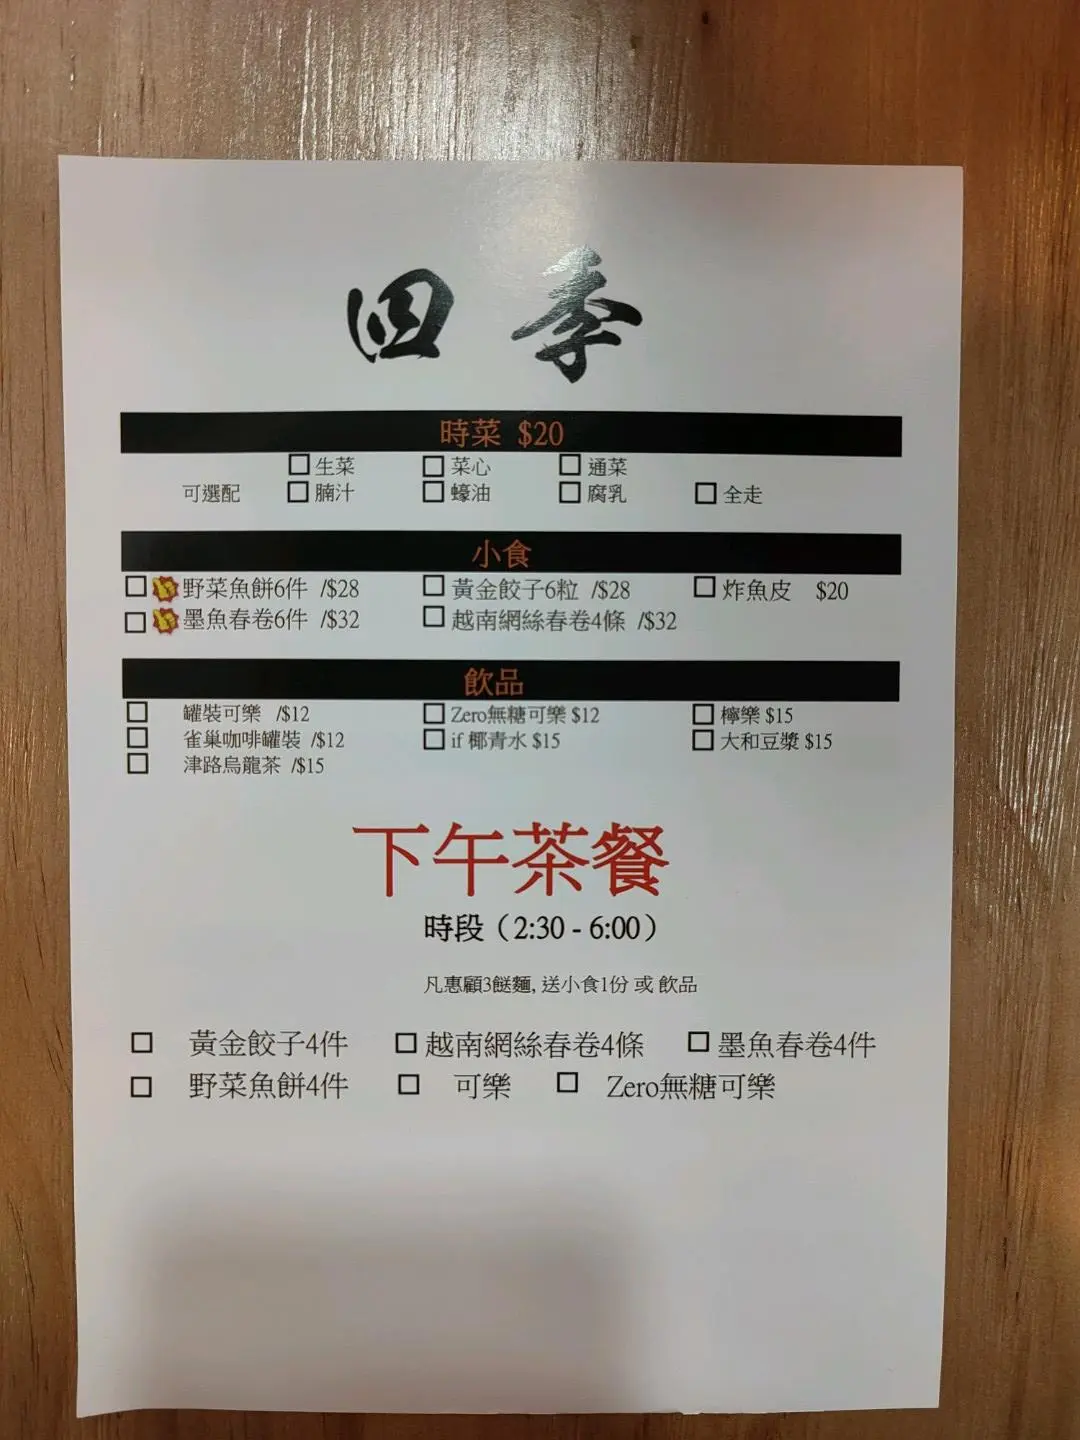 四季
時菜 $20
生菜 菜心 通菜
可選配 腩汁 蠔油 腐乳 全走
小食
野菜魚餅6件 /$28 黃金餃子6粒 /$28 炸魚皮 $20
墨魚春卷6件 /$32 越南網絲春卷4條 /$32
飲品
罐裝可樂 /$12 Zero無糖可樂 $12 檸樂 $15
雀巢咖啡罐裝 /$12 if 椰青水 $15 大和豆漿 $15
津路烏龍茶 /$15
下午茶餐
時段（2:30 - 6:00）
凡惠顧3餸麵, 送小食1份 或 飲品
黃金餃子4件 越南網絲春卷4條 墨魚春卷4件
野菜魚餅4件 可樂 Zero無糖可樂